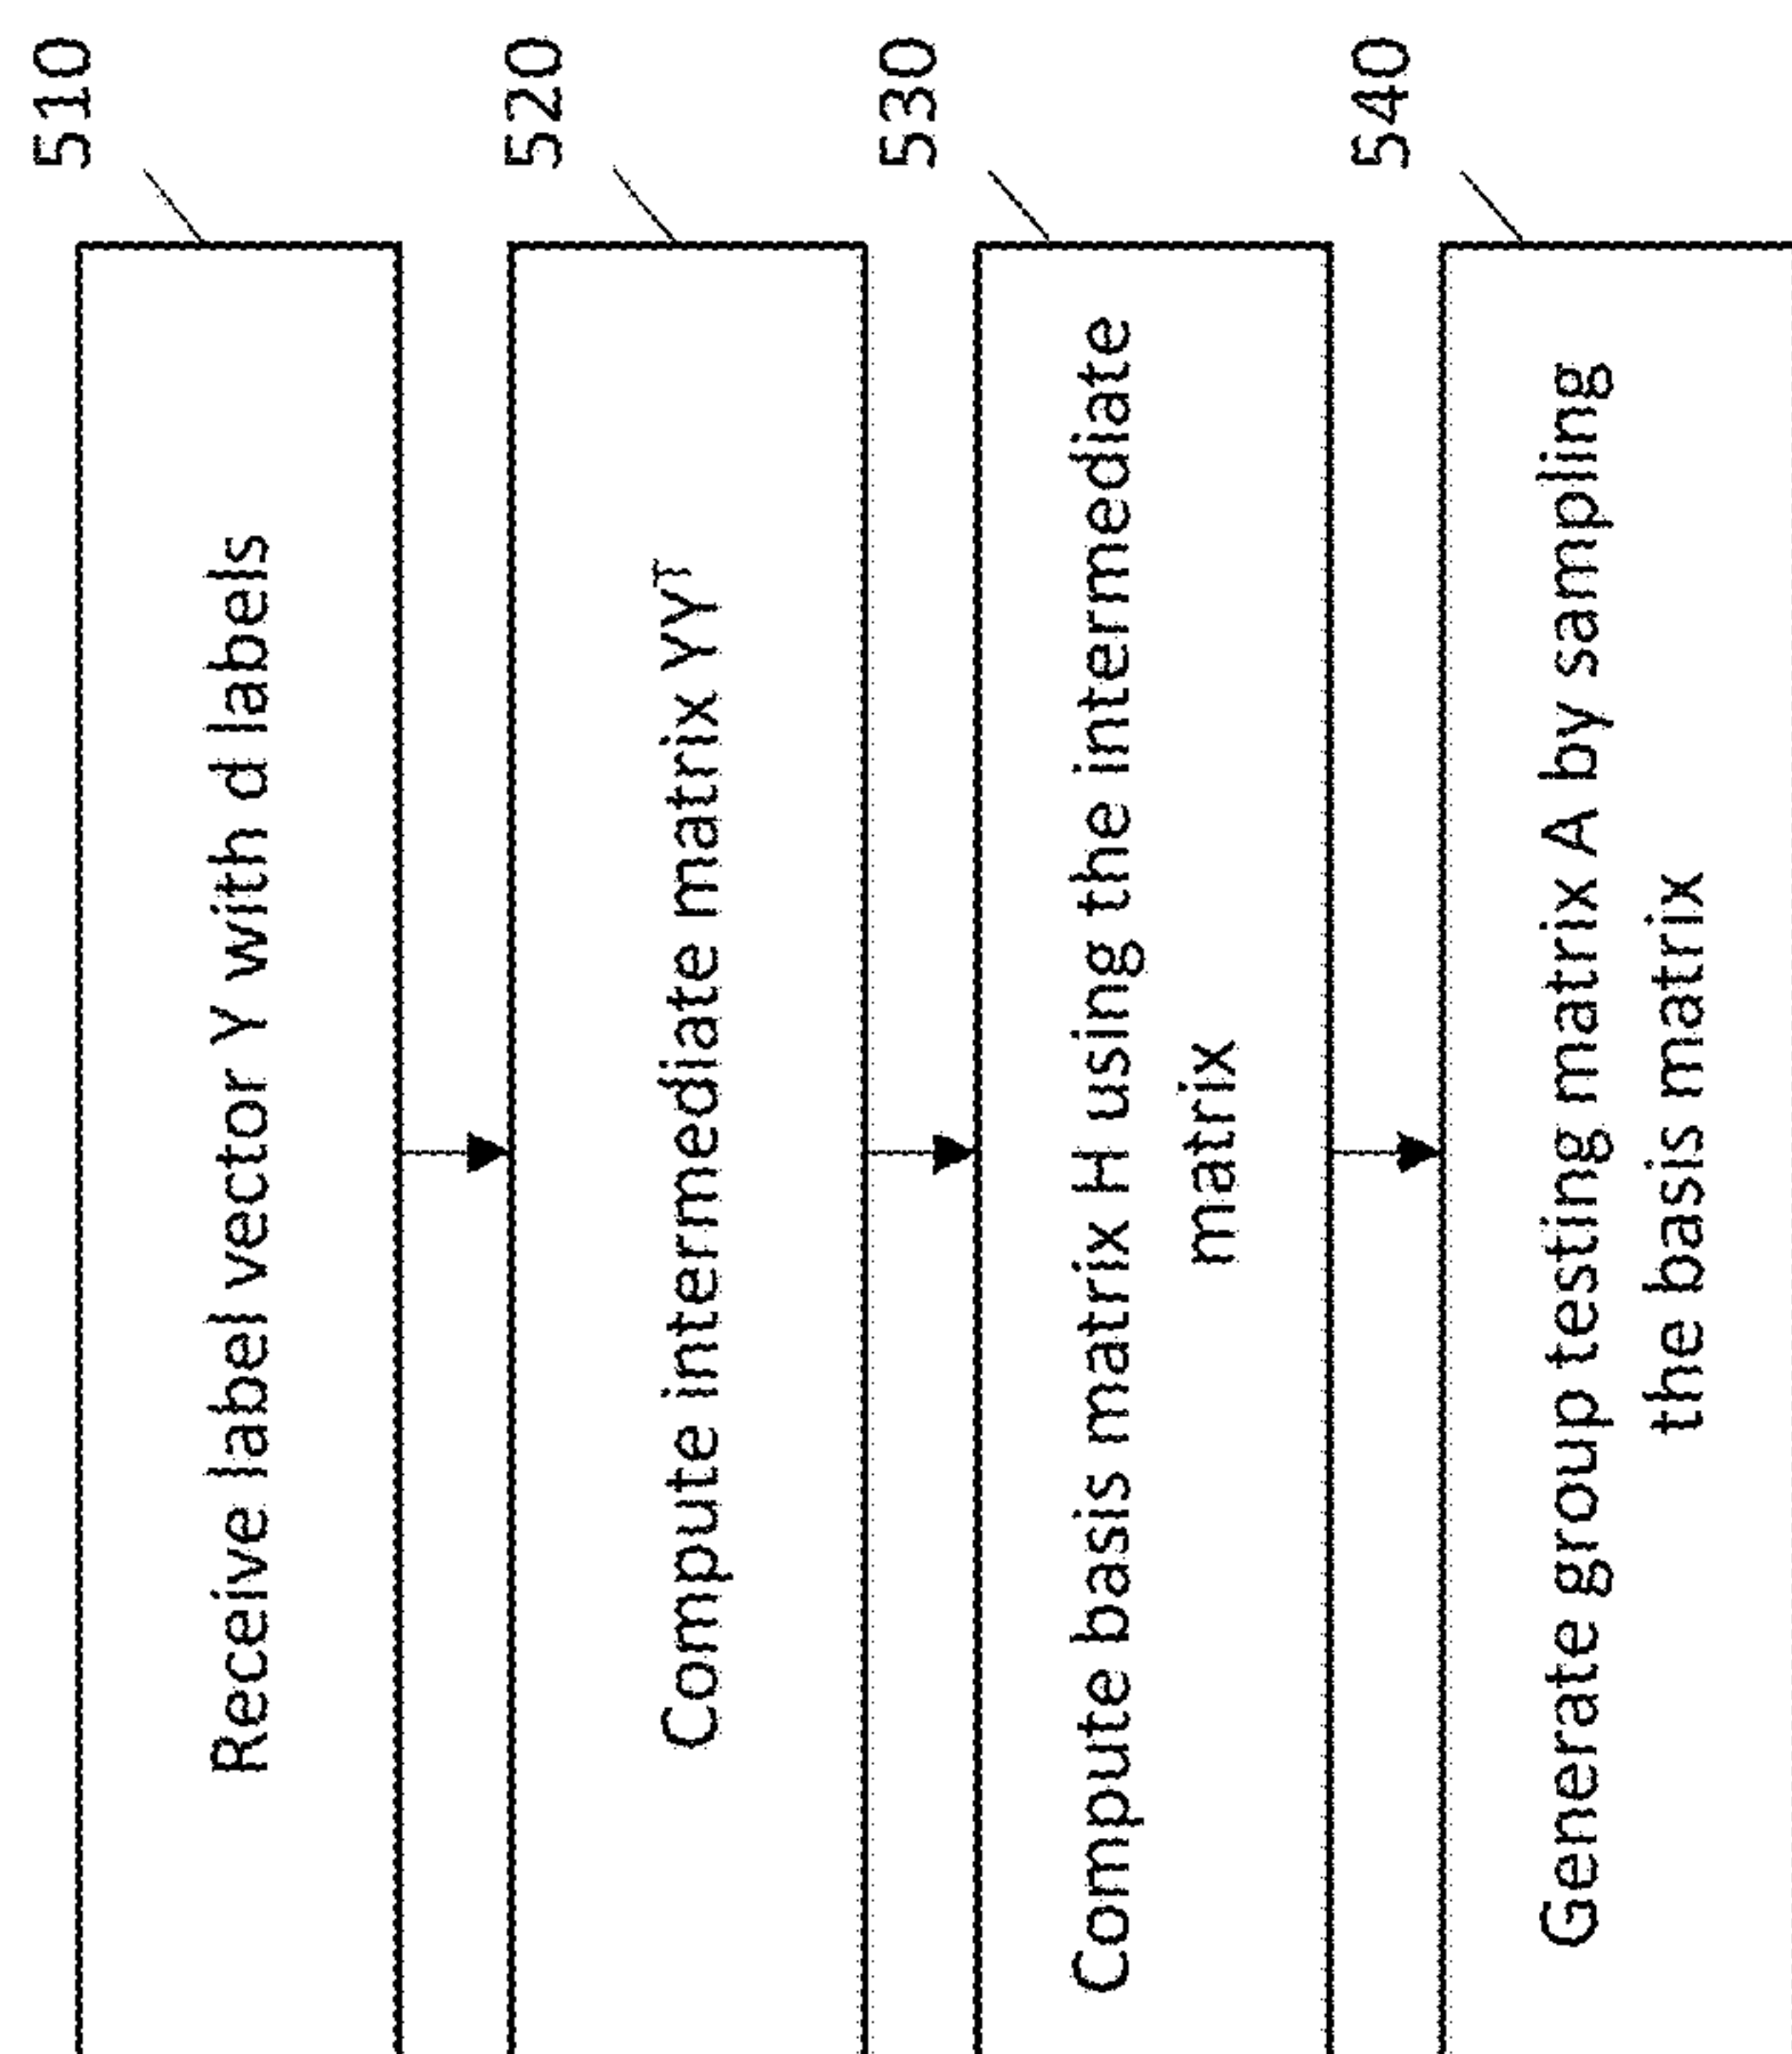 510
Receive label vector Y with d labels
520
Compute intermediate matrix YYᵀ
530
Compute basis matrix H using the intermediate
matrix
540
Generate group testing matrix A by sampling
the basis matrix